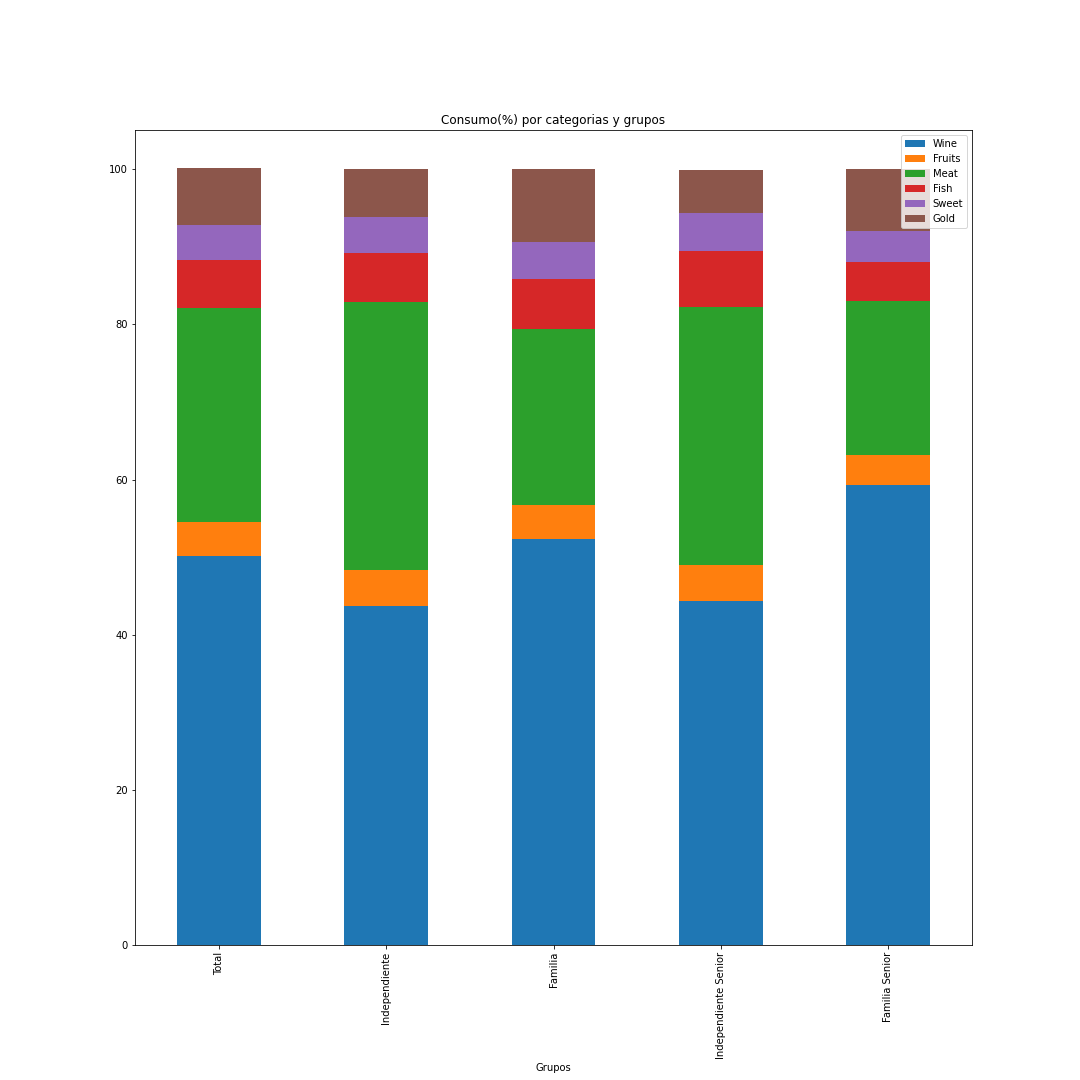 Consumo(%) por categorias y grupos
Wine
Fruits
Meat
Fish
Sweet
Gold
100
80
60
40
20
0
Total
Independiente
Familia
Independiente Senior
Familia Senior
Grupos